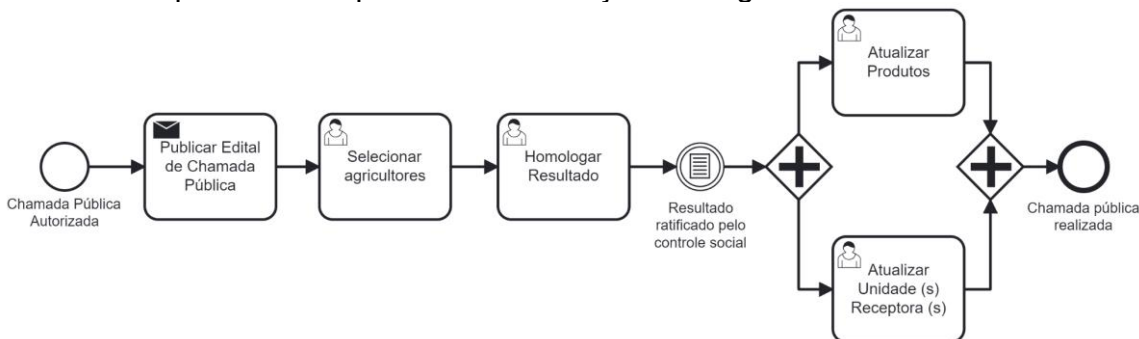 Chamada Pública
Autorizada
Publicar Edital
de Chamada
Pública
Selecionar
agricultores
Homologar
Resultado
Resultado
ratificado pelo
controle social
Atualizar
Produtos
Atualizar
Unidade (s)
Receptora (s)
Chamada pública
realizada